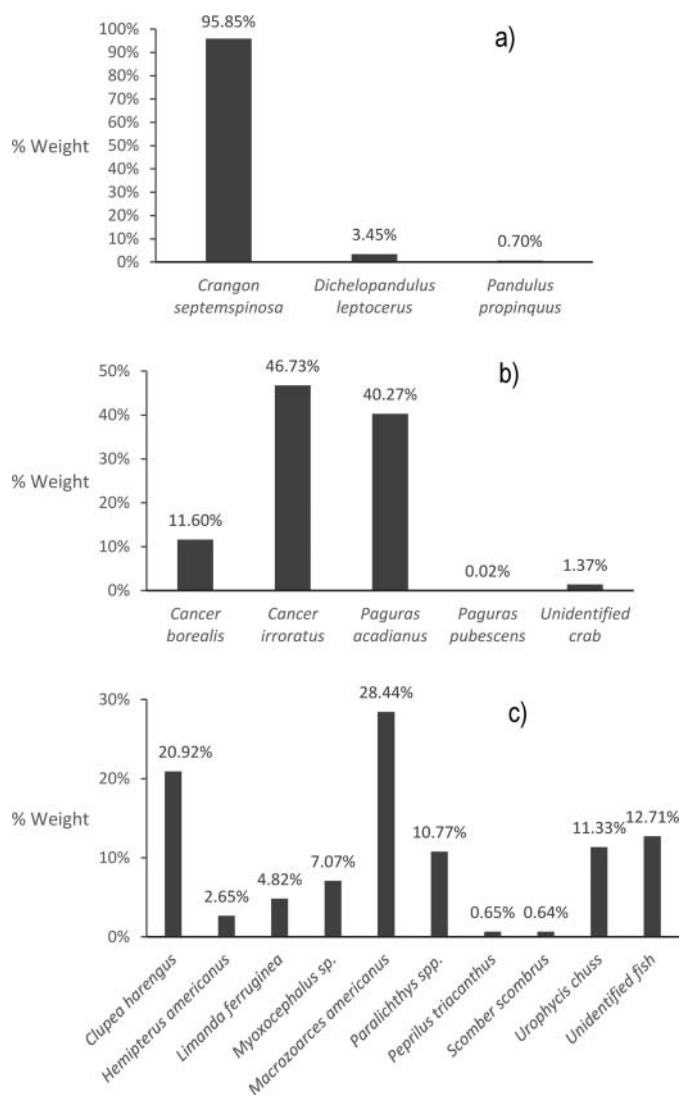 a)
100%
95.85%
90%
80%
70%
60%
% Weight
50%
40%
30%
20%
10%
0%
3.45%
0.70%
Crangon
septemspinosa
Dichelopandulus
leptocerus
Pandulus
propinquus
b)
50%
46.73%
40%
40.27%
30%
% Weight
20%
11.60%
10%
0%
0.02%
1.37%
Cancer
borealis
Cancer
irroratus
Paguras
acadianus
Paguras
pubescens
Unidentified
crab
c)
30%
28.44%
20.92%
20%
% Weight
10%
0%
2.65%
4.82%
7.07%
10.77%
0.65%
0.64%
11.33%
12.71%
Clupea harengus
Hemipterus americanus
Limanda ferruginea
Myoxocephalus sp.
Macrozoarces americanus
Paralichthys spp.
Peprilus triacanthus
Scomber scombrus
Urophycis chuss
Unidentified fish